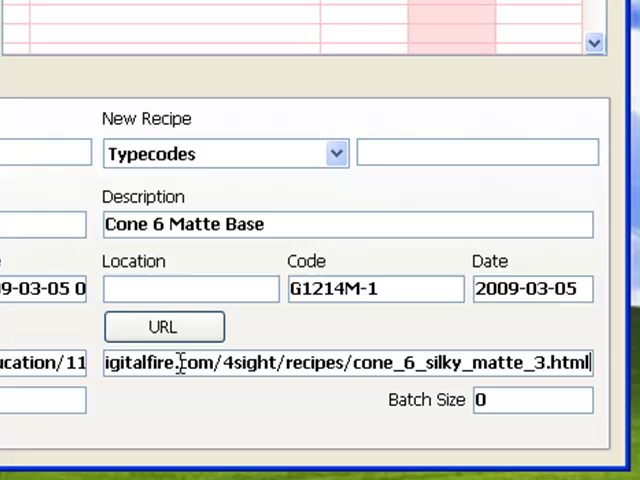 New Recipe
Typecodes
Description
Cone 6 Matte Base
Location Code Date
9-03-05 0 G1214M-1 2009-03-05
URL
ucation/11 igitalfire.com/4sight/recipes/cone_6_silky_matte_3.html
Batch Size 0